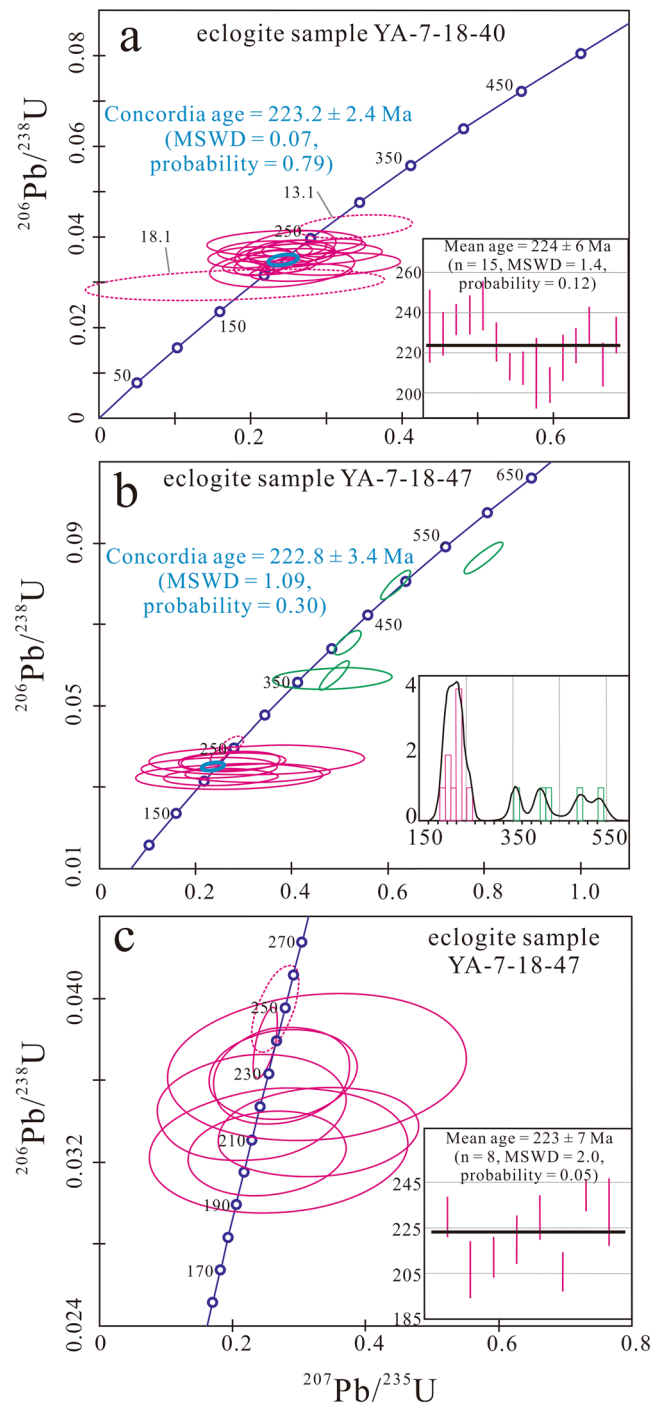 a
eclogite sample YA-7-18-40
Concordia age = 223.2 ± 2.4 Ma
(MSWD = 0.07,
probability = 0.79)
206Pb/238U
0.08
0.06
0.04
0.02
0
0
0.2
0.4
0.6
50
150
250
350
450
13.1
18.1
Mean age = 224 ± 6 Ma
(n = 15, MSWD = 1.4,
probability = 0.12)
260
240
220
200
b
eclogite sample YA-7-18-47
Concordia age = 222.8 ± 3.4 Ma
(MSWD = 1.09,
probability = 0.30)
206Pb/238U
0.09
0.05
0.01
0
0.2
0.4
0.6
0.8
1.0
150
250
350
450
550
650
4
2
0
150
350
550
c
eclogite sample
YA-7-18-47
206Pb/238U
0.040
0.032
0.024
270
250
230
210
190
170
Mean age = 223 ± 7 Ma
(n = 8, MSWD = 2.0,
probability = 0.05)
245
225
205
185
0
0.2
0.4
0.6
0.8
207Pb/235U